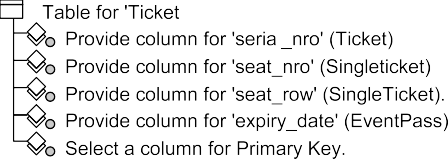 Table for 'Ticket
Provide column for 'seria _nro' (Ticket)
Provide column for 'seat_nro' (Singleticket)
Provide column for 'seat_row' (SingleTicket).
Provide column for 'expiry_date' (EventPass)
Select a column for Primary Key.